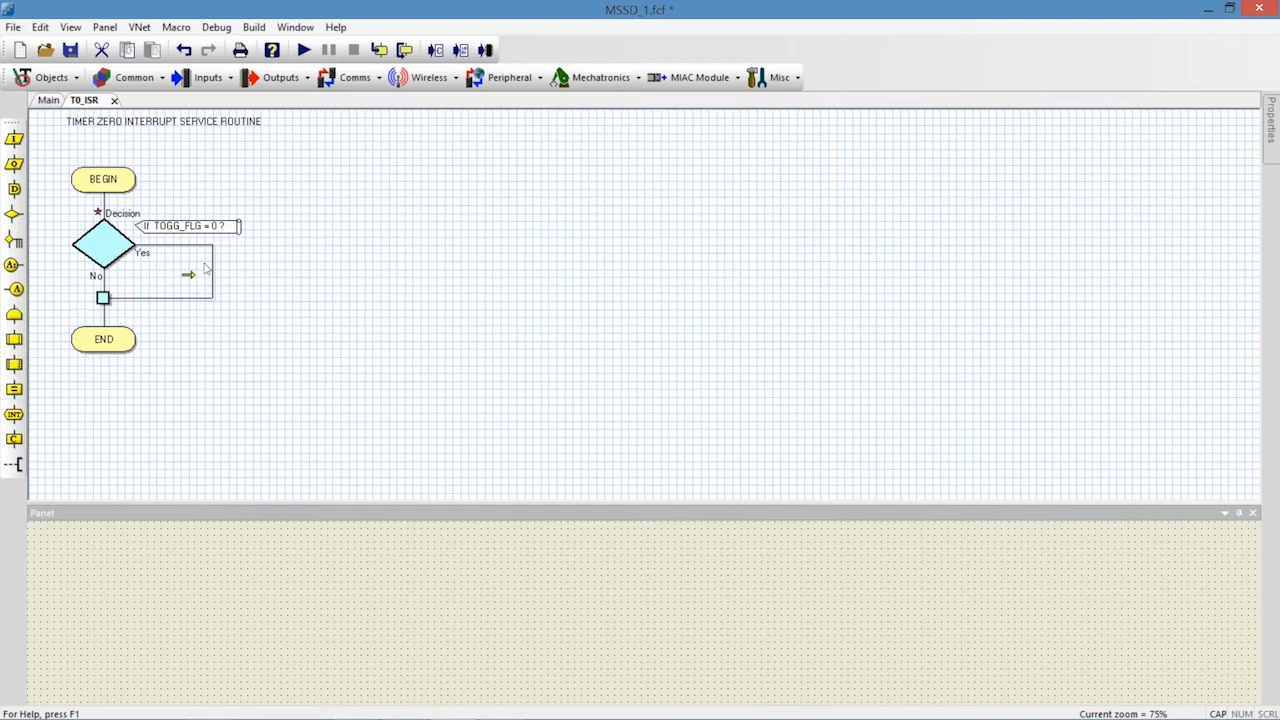 MSSD_1.fcf *
File Edit View Panel VNet Macro Debug Build Window Help
Objects Common Inputs Outputs Comms Wireless Peripheral Mechatronics MIAC Module Misc
Main T0_ISR
Properties
TIMER ZERO INTERRUPT SERVICE ROUTINE
I
BEGIN
O
D
Decision
If TOGG_FLG = 0 ?
Yes
A:
No
A
END
INT
C
Panel
For Help, press F1 Current zoom = 75% CAP NUM SCRL